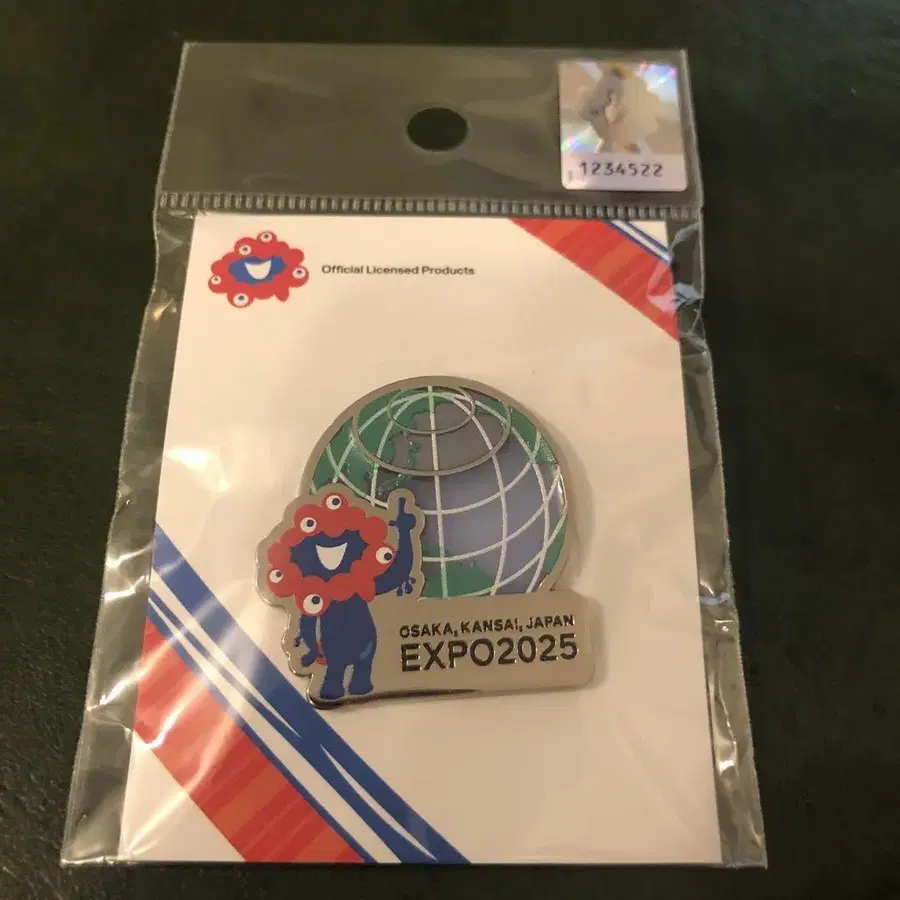 1234522
Official Licensed Products
OSAKA, KANSAI, JAPAN
EXPO2025